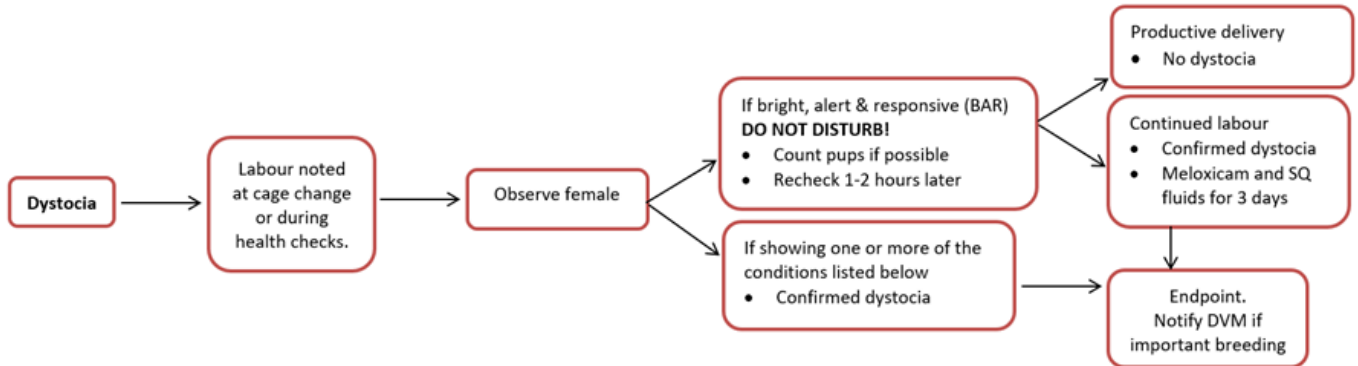 Dystocia
Labour noted
at cage change
or during
health checks.
Observe female
If bright, alert & responsive (BAR)
DO NOT DISTURB!
• Count pups if possible
• Recheck 1-2 hours later
If showing one or more of the
conditions listed below
• Confirmed dystocia
Productive delivery
• No dystocia
Continued labour
• Confirmed dystocia
• Meloxicam and SQ
fluids for 3 days
Endpoint.
Notify DVM if
important breeding